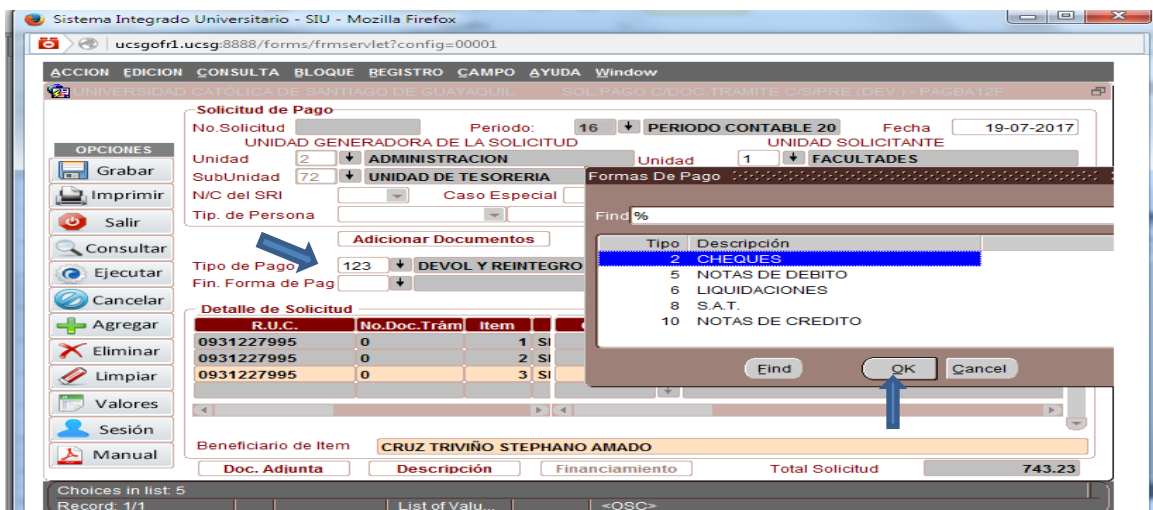 Sistema Integrado Universitario - SIU - Mozilla Firefox
ucsgofr1.ucsg:8888/forms/frmservlet?config=00001
ACCION EDICION CONSULTA BLOQUE REGISTRO CAMPO AYUDA Window
UNIVERSIDAD CATÓLICA DE SANTIAGO DE GUAYAQUIL SOL.PAGO C/DOC.TRAMITE C/S/PRE (DEV.) - PAGBA12F
Solicitud de Pago
No.Solicitud Periodo: 16 PERIODO CONTABLE 20 Fecha 19-07-2017
UNIDAD GENERADORA DE LA SOLICITUD UNIDAD SOLICITANTE
Unidad 2 ADMINISTRACION Unidad 1 FACULTADES
SubUnidad 72 UNIDAD DE TESORERIA
N/C del SRI Caso Especial
Tip. de Persona
Adicionar Documentos
Tipo de Pago 123 DEVOL Y REINTEGRO
Fin. Forma de Pag
Detalle de Solicitud
R.U.C. No.Doc.Trám Item
0931227995 0 1 SI
0931227995 0 2 SI
0931227995 0 3 SI
Beneficiario de Item CRUZ TRIVIÑO STEPHANO AMADO
Doc. Adjunta Descripción Financiamiento Total Solicitud 743.23
OPCIONES
Grabar
Imprimir
Salir
Consultar
Ejecutar
Cancelar
Agregar
Eliminar
Limpiar
Valores
Sesión
Manual
Formas De Pago
Find %
Tipo Descripción
2 CHEQUES
5 NOTAS DE DEBITO
6 LIQUIDACIONES
8 S.A.T.
10 NOTAS DE CREDITO
Find OK Cancel
Choices in list: 5
Record: 1/1 List of Valu... <OSC>